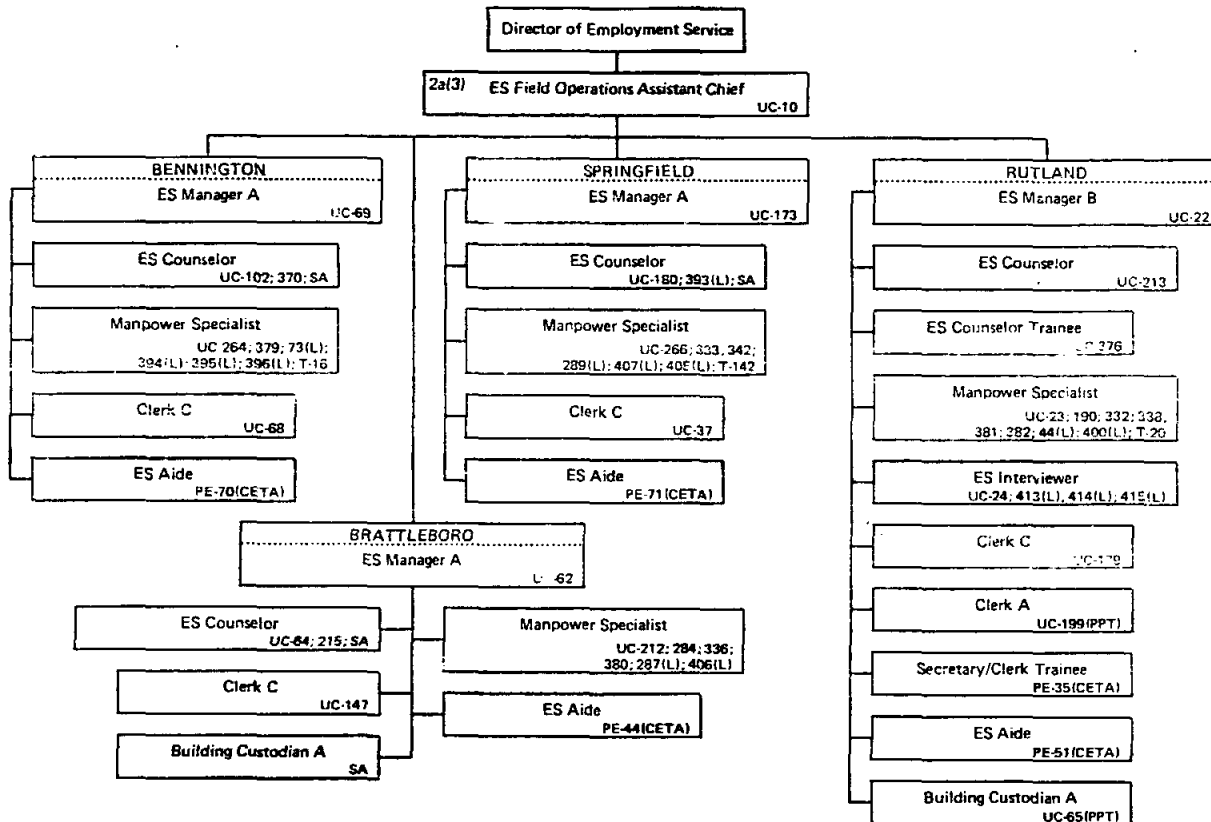 Director of Employment Service
2a(3) ES Field Operations Assistant Chief
UC-10
BENNINGTON
ES Manager A
UC-69
ES Counselor
UC-102; 370; SA
Manpower Specialist
UC 264; 379; 73(L);
394(L); 395(L); 396(L); T-16
Clerk C
UC-68
ES Aide
PE-70(CETA)
BRATTLEBORO
ES Manager A
-62
ES Counselor
UC-64; 215; SA
Clerk C
UC-147
Building Custodian A
SA
Manpower Specialist
UC-212; 284; 336;
380; 287(L); 406(L)
ES Aide
PE-44(CETA)
SPRINGFIELD
ES Manager A
UC-173
ES Counselor
UC-180; 393(L); SA
Manpower Specialist
UC-266; 333, 342;
289(L); 407(L); 405(L); T-142
Clerk C
UC-37
ES Aide
PE-71(CETA)
RUTLAND
ES Manager B
UC-22
ES Counselor
UC-213
ES Counselor Trainee
376
Manpower Specialist
UC-23; 190; 332; 338,
381; 382; 44(L); 400(L); T-20
ES Interviewer
UC-24; 413(L), 414(L); 415(L)
Clerk C
Clerk A
UC-199(PPT)
Secretary/Clerk Trainee
PE-35(CETA)
ES Aide
PE-51(CETA)
Building Custodian A
UC-65(PPT)